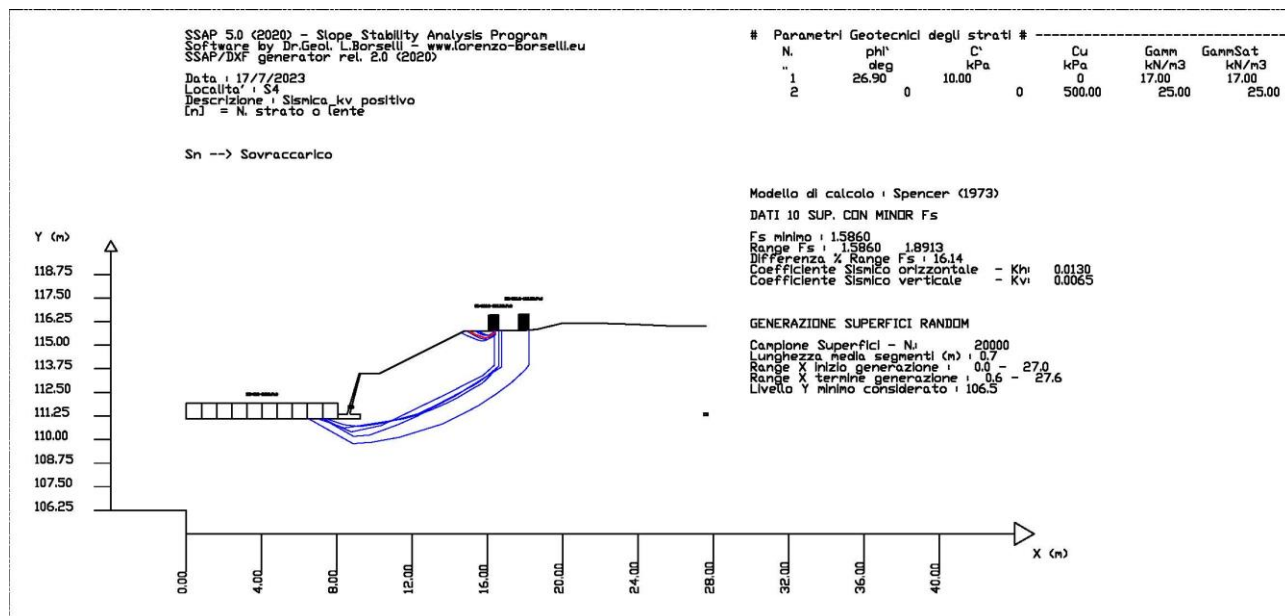 SSAP 5.0 (2020) - Slope Stability Analysis Program
Software by Dr.Geol. L.Borselli - www.lorenzo-borselli.eu
SSAP/DXF generator rel. 2.0 (2020)
Data : 17/7/2023
Localita' : S4
Descrizione : Sismica_kv positivo
[n] = N. strato o lente
Sn --> Sovraccarico
# Parametri Geotecnici degli strati # --------------------------------
N. phi` C` Cu Gamm GammSat
.. deg kPa kPa kN/m3 kN/m3
1 26.90 10.00 0 17.00 17.00
2 0 0 500.00 25.00 25.00
Modello di calcolo : Spencer (1973)
DATI 10 SUP. CON MINOR Fs
Fs minimo : 1.5860
Range Fs : 1.5860 1.8913
Differenza % Range Fs : 16.14
Coefficiente Sismico orizzontale - Kh: 0.0130
Coefficiente Sismico verticale - Kv: 0.0065
GENERAZIONE SUPERFICI RANDOM
Campione Superfici - N.: 20000
Lunghezza media segmenti (m) : 0.7
Range X inizio generazione : 0.0 - 27.0
Range X termine generazione : 0.6 - 27.6
Livello Y minimo considerato : 106.5
Y (m)
118.75
117.50
116.25
115.00
113.75
112.50
111.25
110.00
108.75
107.50
106.25
0.00 4.00 8.00 12.00 16.00 20.00 24.00 28.00 32.00 36.00 40.00
X (m)